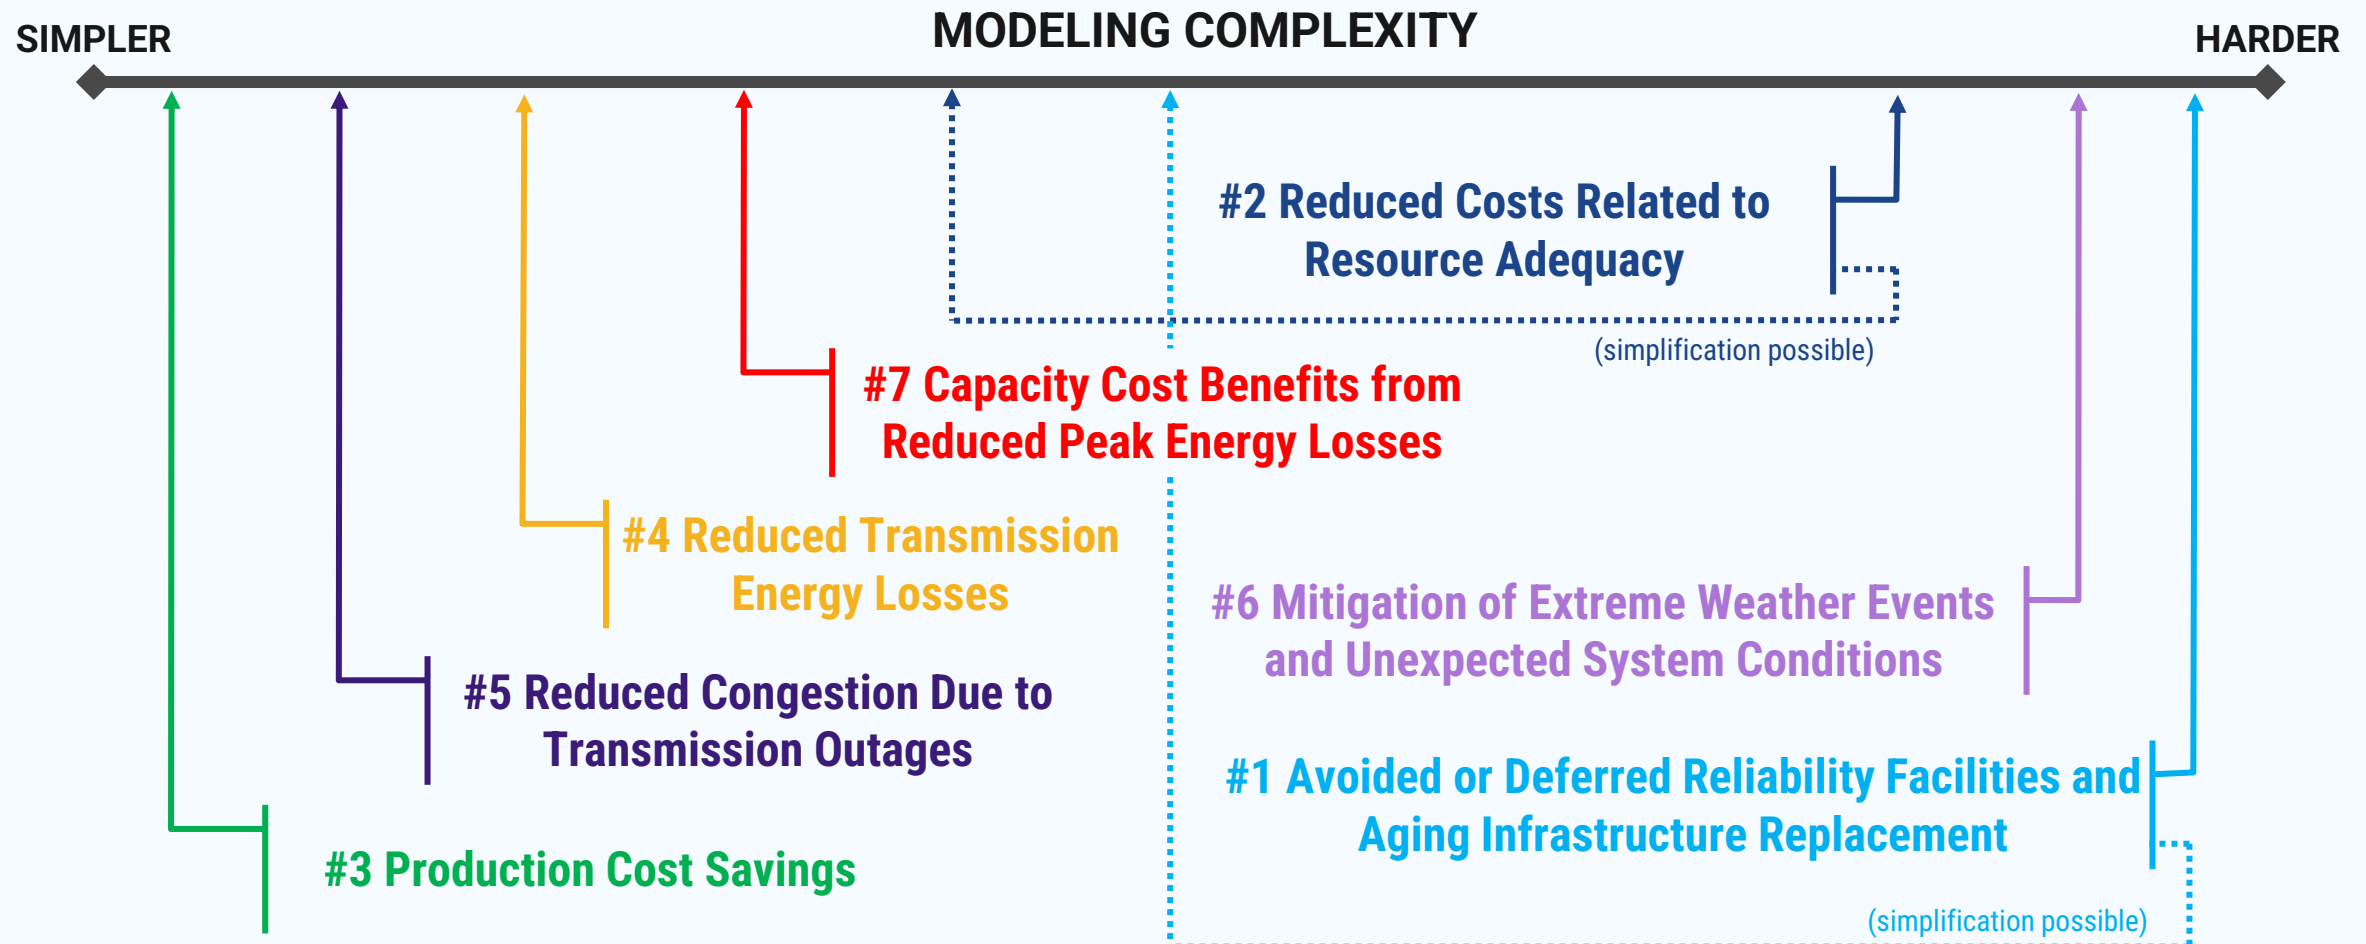 MODELING COMPLEXITY
SIMPLER
HARDER
#2 Reduced Costs Related to
Resource Adequacy
(simplification possible)
#7 Capacity Cost Benefits from
Reduced Peak Energy Losses
#4 Reduced Transmission
Energy Losses
#6 Mitigation of Extreme Weather Events
and Unexpected System Conditions
#5 Reduced Congestion Due to
Transmission Outages
#1 Avoided or Deferred Reliability Facilities and
Aging Infrastructure Replacement
#3 Production Cost Savings
(simplification possible)